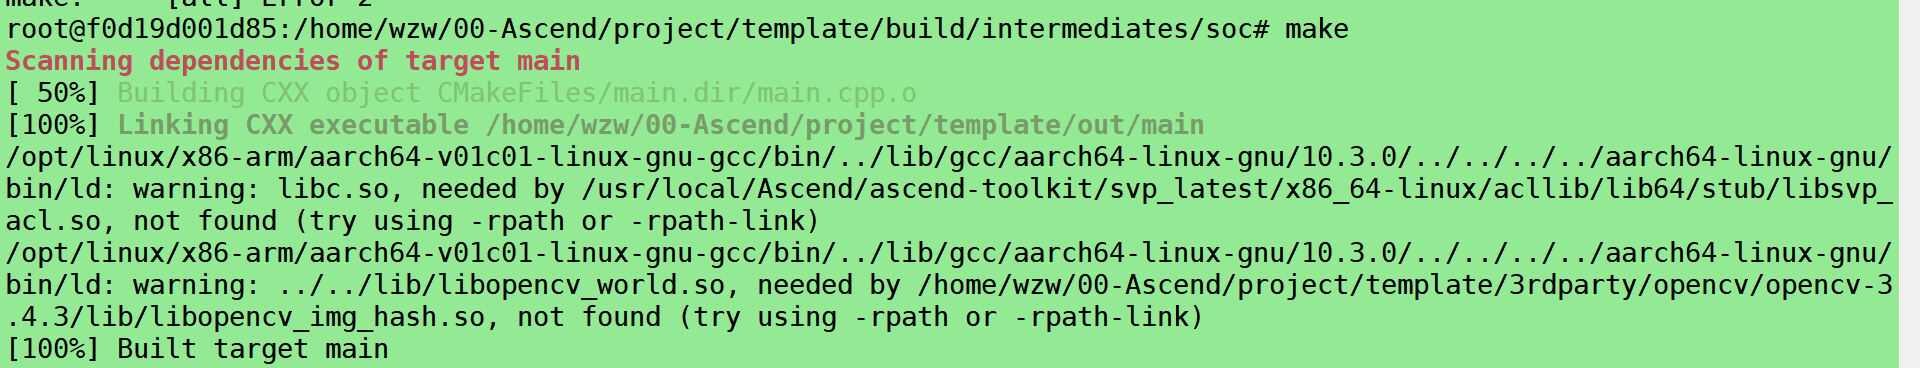 make: *** [all] Error 2
root@f0d19d001d85:/home/wzw/00-Ascend/project/template/build/intermediates/soc# make
Scanning dependencies of target main
[ 50%] Building CXX object CMakeFiles/main.dir/main.cpp.o
[100%] Linking CXX executable /home/wzw/00-Ascend/project/template/out/main
/opt/linux/x86-arm/aarch64-v01c01-linux-gnu-gcc/bin/../lib/gcc/aarch64-linux-gnu/10.3.0/../../../../aarch64-linux-gnu/
bin/ld: warning: libc.so, needed by /usr/local/Ascend/ascend-toolkit/svp_latest/x86_64-linux/acllib/lib64/stub/libsvp_
acl.so, not found (try using -rpath or -rpath-link)
/opt/linux/x86-arm/aarch64-v01c01-linux-gnu-gcc/bin/../lib/gcc/aarch64-linux-gnu/10.3.0/../../../../aarch64-linux-gnu/
bin/ld: warning: ../../lib/libopencv_world.so, needed by /home/wzw/00-Ascend/project/template/3rdparty/opencv/opencv-3
.4.3/lib/libopencv_img_hash.so, not found (try using -rpath or -rpath-link)
[100%] Built target main